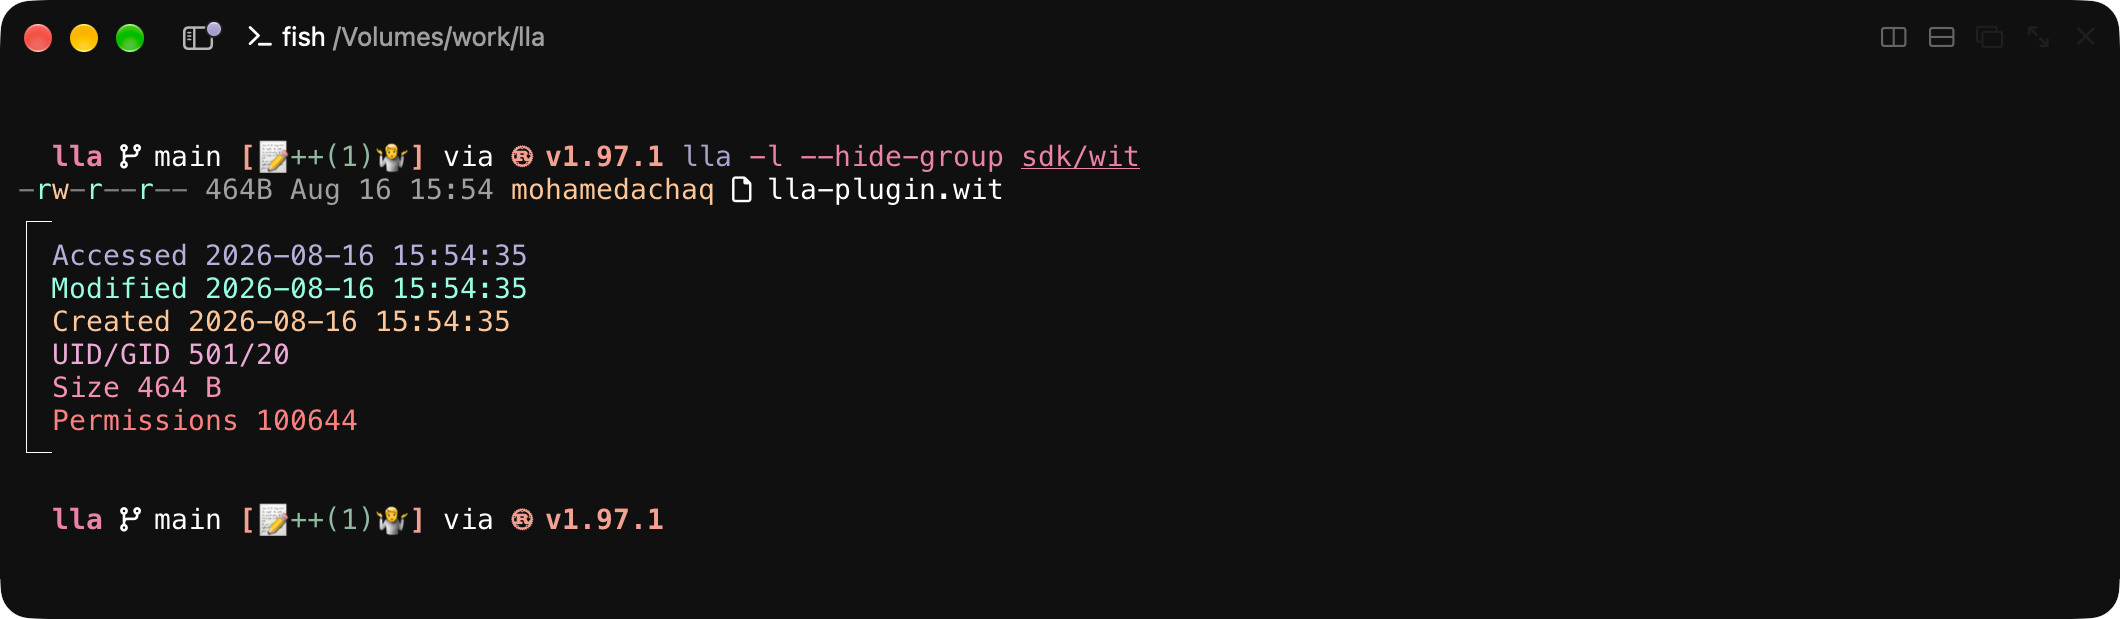 fish /Volumes/work/lla
lla main [📝++(1)🤷] via v1.97.1 lla -l --hide-group sdk/wit
-rw-r--r-- 464B Aug 16 15:54 mohamedachaq lla-plugin.wit
Accessed 2026-08-16 15:54:35
Modified 2026-08-16 15:54:35
Created 2026-08-16 15:54:35
UID/GID 501/20
Size 464 B
Permissions 100644
lla main [📝++(1)🤷] via v1.97.1